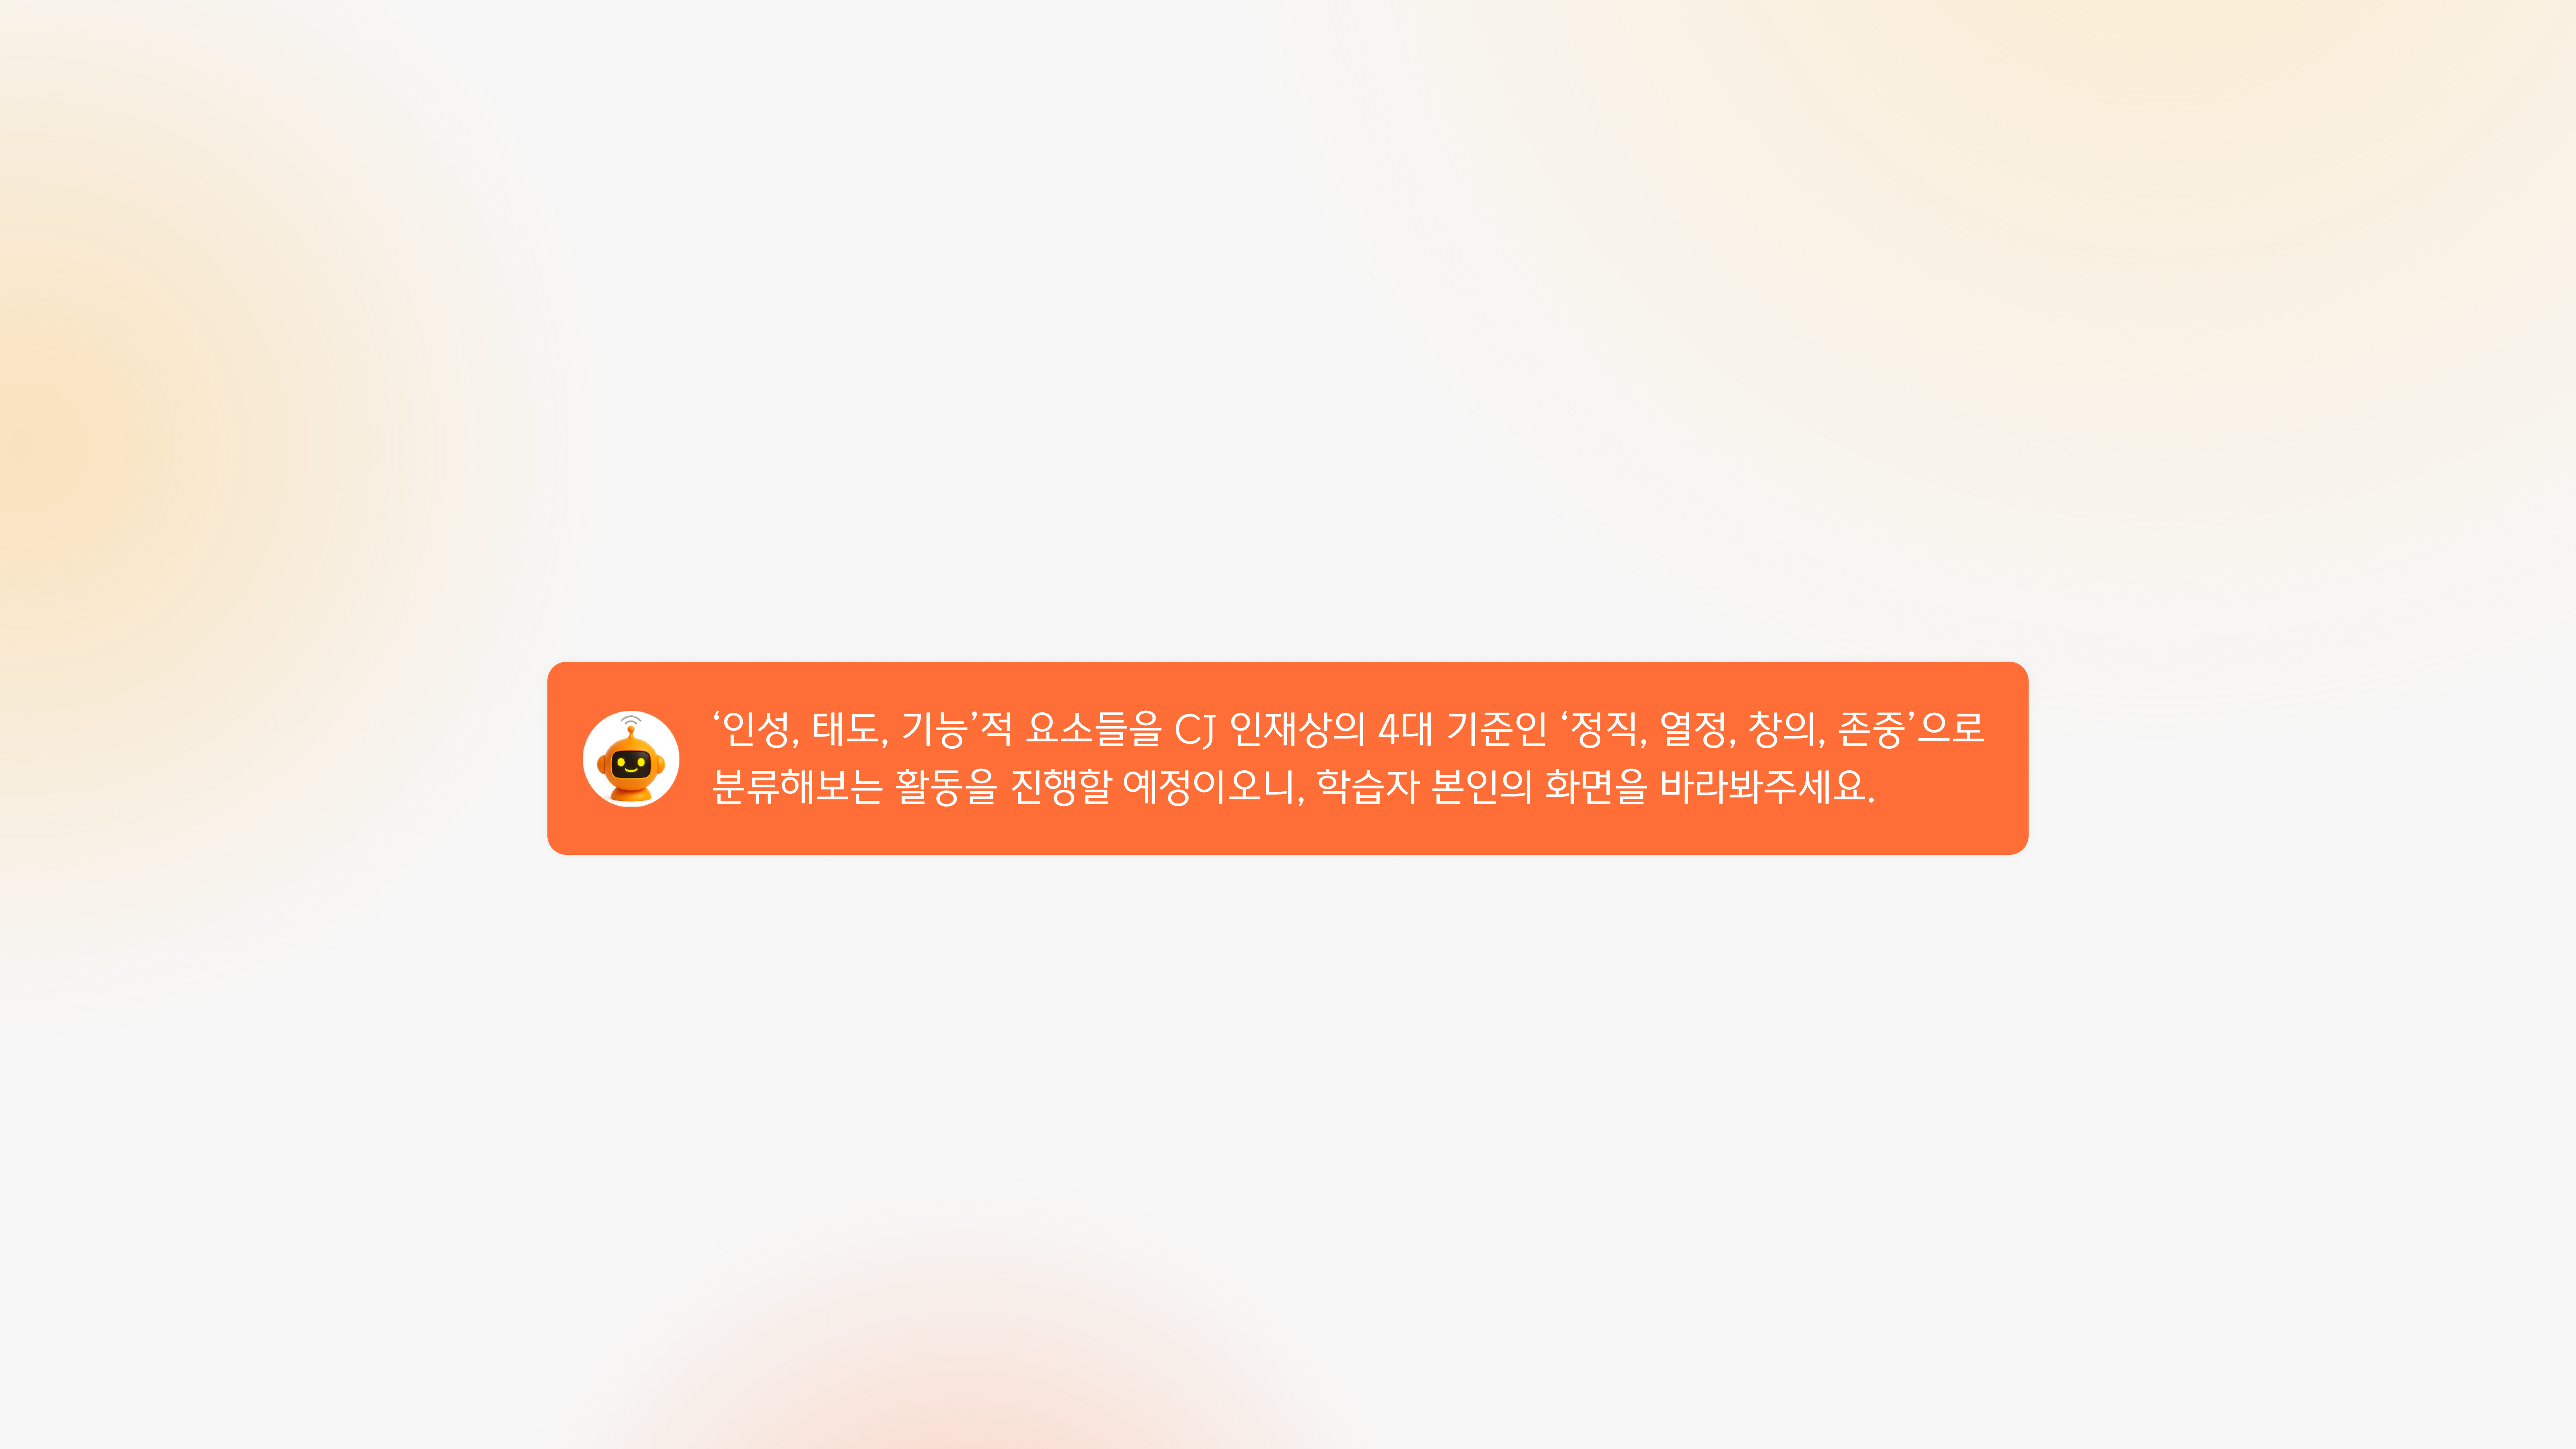 ‘인성, 태도, 기능’적 요소들을 CJ 인재상의 4대 기준인 ‘정직, 열정, 창의, 존중’으로
분류해보는 활동을 진행할 예정이오니, 학습자 본인의 화면을 바라봐주세요.